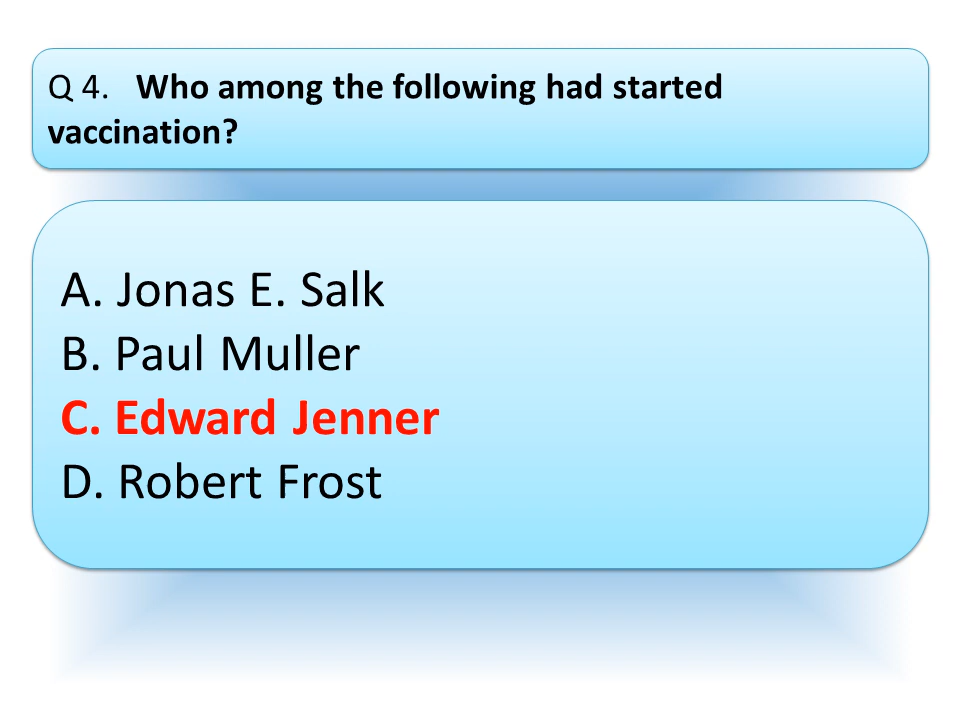 Q 4. Who among the following had started
vaccination?
A. Jonas E. Salk
B. Paul Muller
C. Edward Jenner
D. Robert Frost